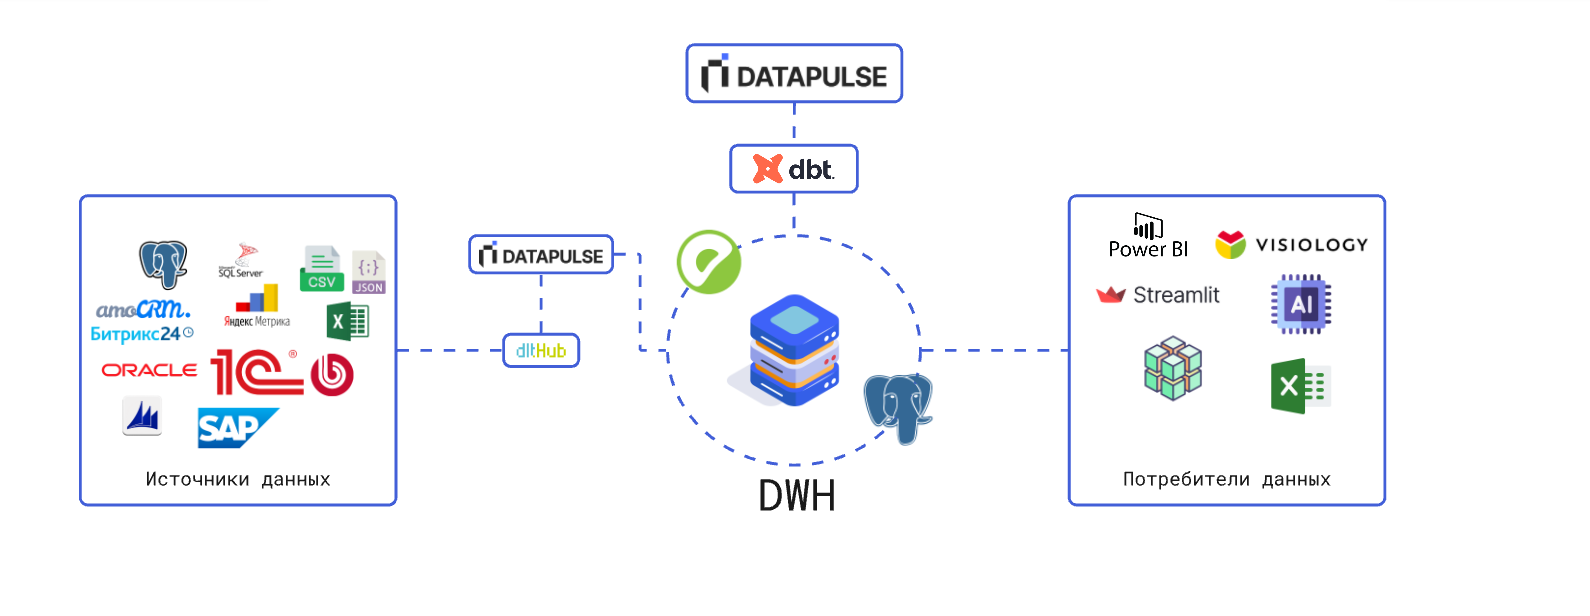 DATAPULSE
dbt
DATAPULSE
dltHub
SQL Server
CSV
{;}
JSON
amoCRM.
Битрикс24
Яндекс Метрика
X
ORACLE
1С®
SAP
Источники данных
DWH
Power BI
VISIOLOGY
Streamlit
AI
X
Потребители данных